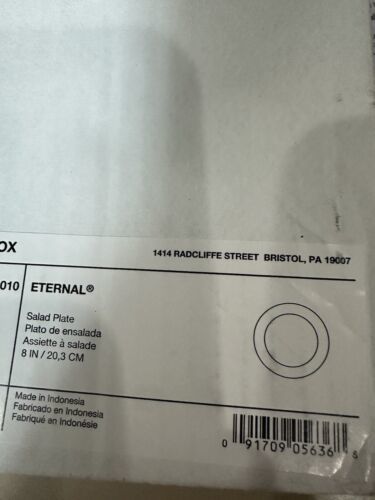 OX
1414 RADCLIFFE STREET BRISTOL, PA 19007
010 ETERNAL®
Salad Plate
Plato de ensalada
Assiette à salade
8 IN / 20,3 CM
Made in Indonesia
Fabricado en Indonesia
Fabriqué en Indonésie
0 91709 05636